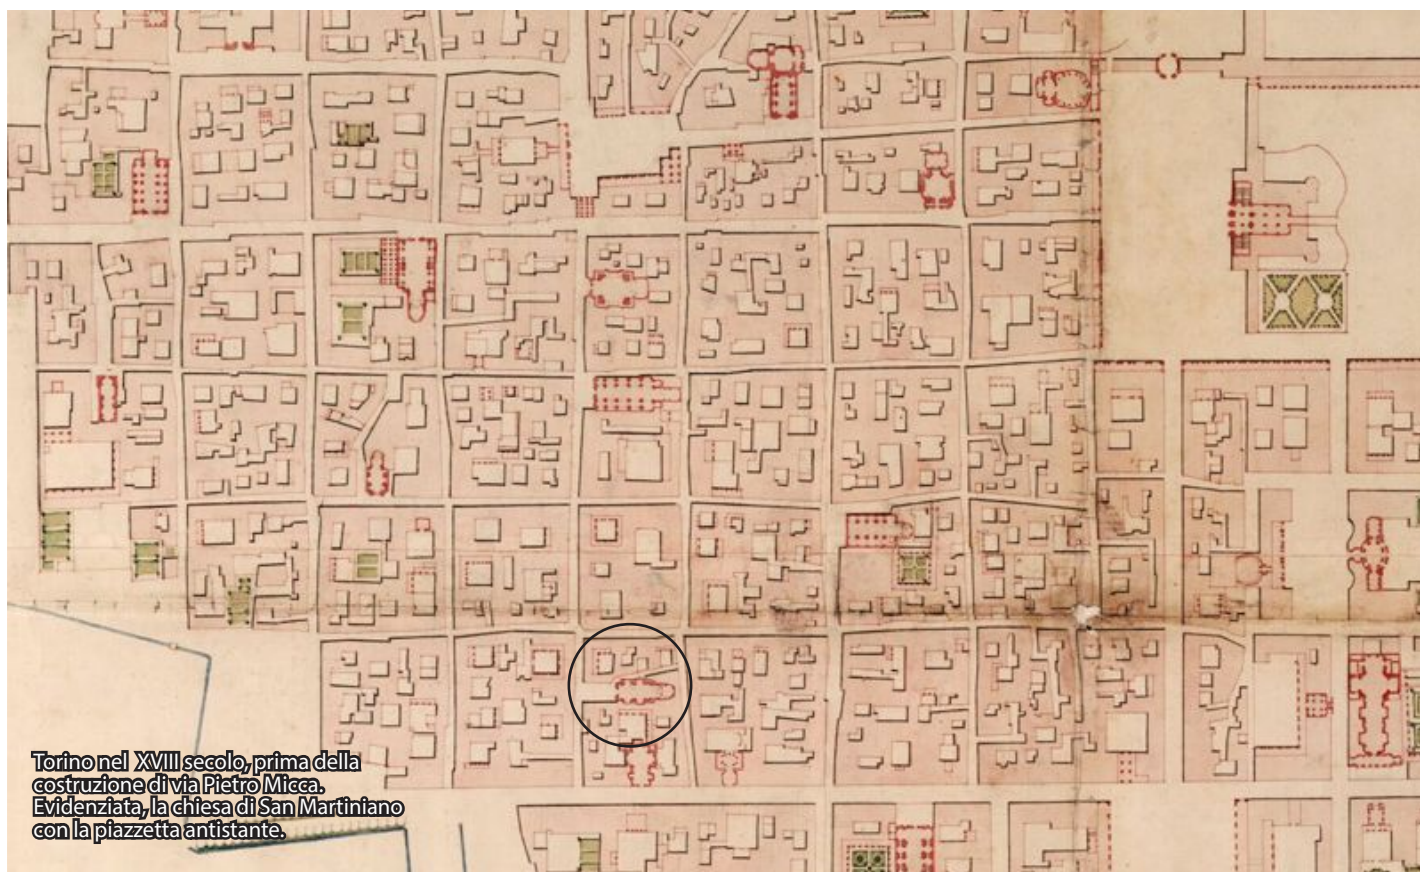 Torino nel XVIII secolo, prima della
costruzione di via Pietro Micca.
Evidenziata, la chiesa di San Martiniano
con la piazzetta antistante.